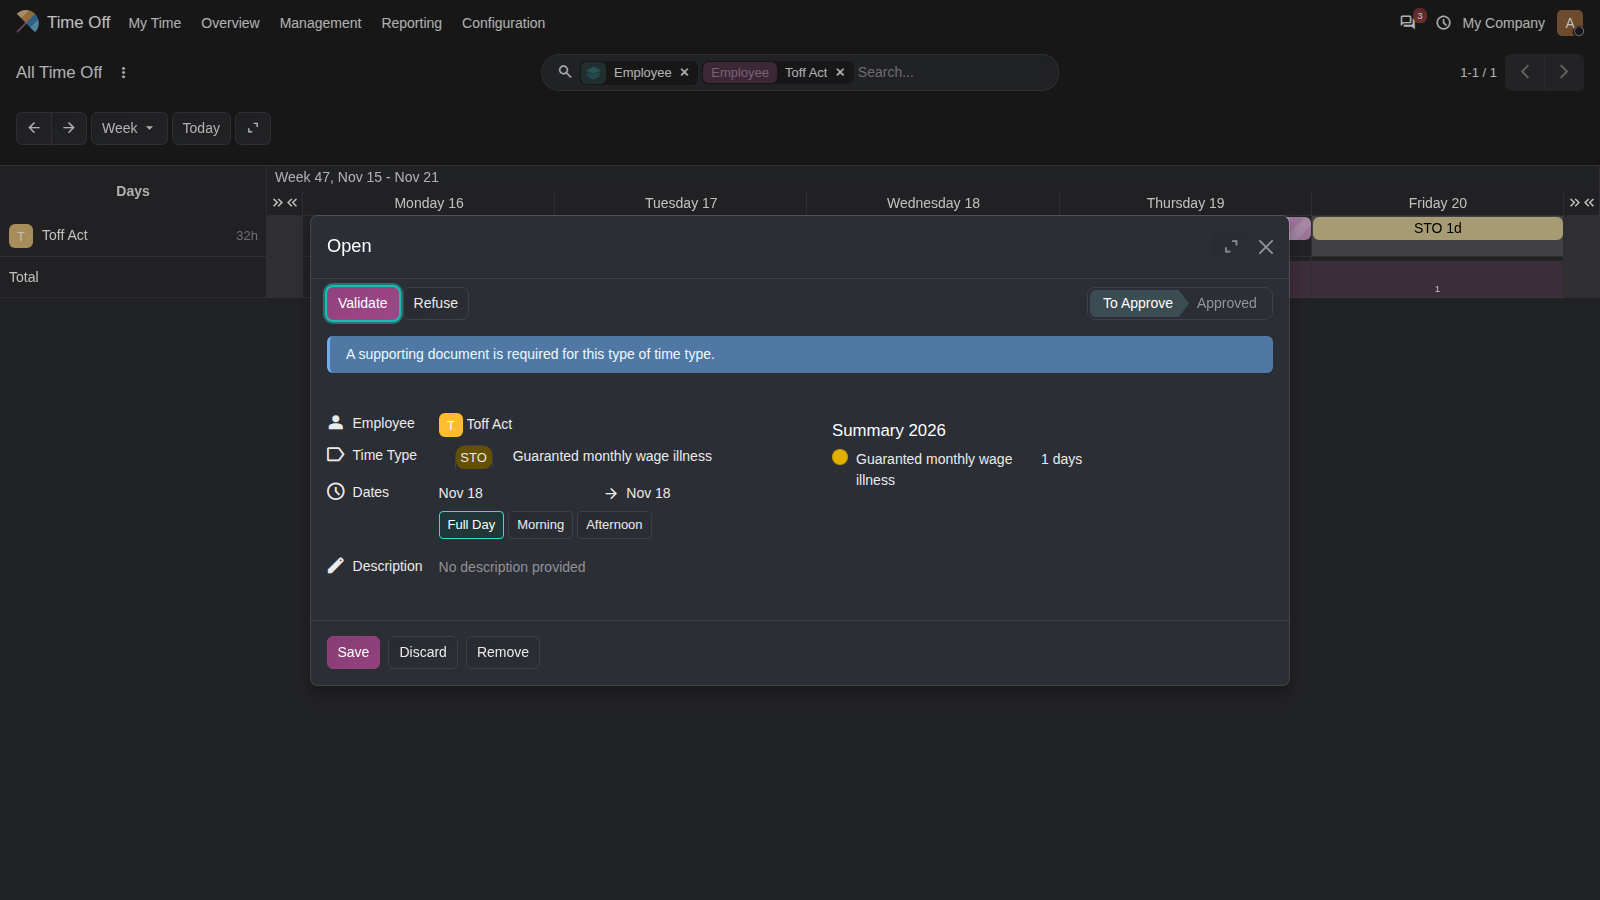 Time Off My Time Overview Management Reporting Configuration 3 My Company A
All Time Off Employee Employee Toff Act Search... 1-1 / 1
Week Today
Days Week 47, Nov 15 - Nov 21
Monday 16 Tuesday 17 Wednesday 18 Thursday 19 Friday 20
T Toff Act 32h STO 1d
Total 1
Open
Validate Refuse To Approve Approved
A supporting document is required for this type of time type.
Employee T Toff Act
Summary 2026
Time Type STO Guaranted monthly wage illness
Guaranted monthly wage 1 days
illness
Dates Nov 18 Nov 18
Full Day Morning Afternoon
Description No description provided
Save Discard Remove